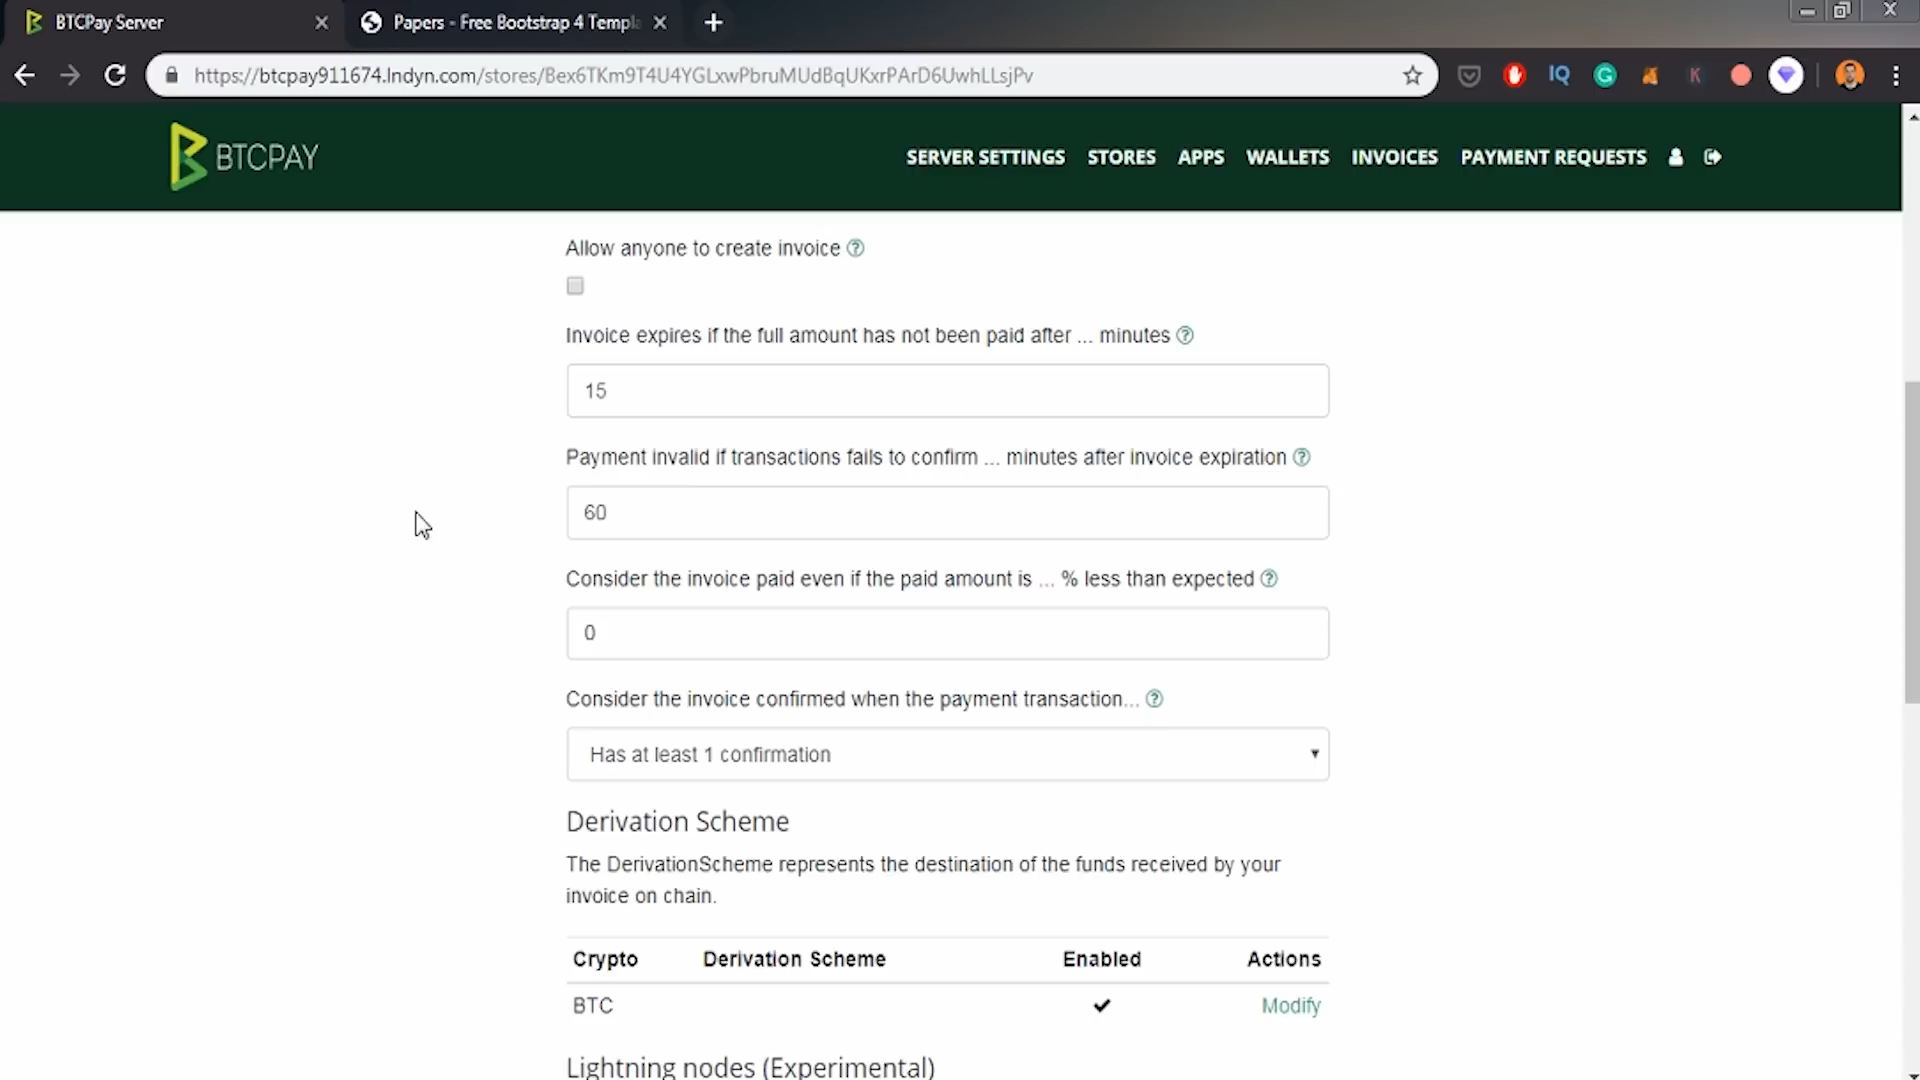 BTCPay Server
Papers - Free Bootstrap 4 Templa
https://btcpay911674.lndyn.com/stores/Bex6TKm9T4U4YGLxwPbruMUdBqUKxrPArD6UwhLLsjPv
IQ
G
K
BTCPAY
SERVER SETTINGS STORES APPS WALLETS INVOICES PAYMENT REQUESTS
Allow anyone to create invoice ?
Invoice expires if the full amount has not been paid after ... minutes ?
15
Payment invalid if transactions fails to confirm ... minutes after invoice expiration ?
60
Consider the invoice paid even if the paid amount is ... % less than expected ?
0
Consider the invoice confirmed when the payment transaction... ?
Has at least 1 confirmation
Derivation Scheme
The DerivationScheme represents the destination of the funds received by your
invoice on chain.
Crypto Derivation Scheme Enabled Actions
BTC Modify
Lightning nodes (Experimental)